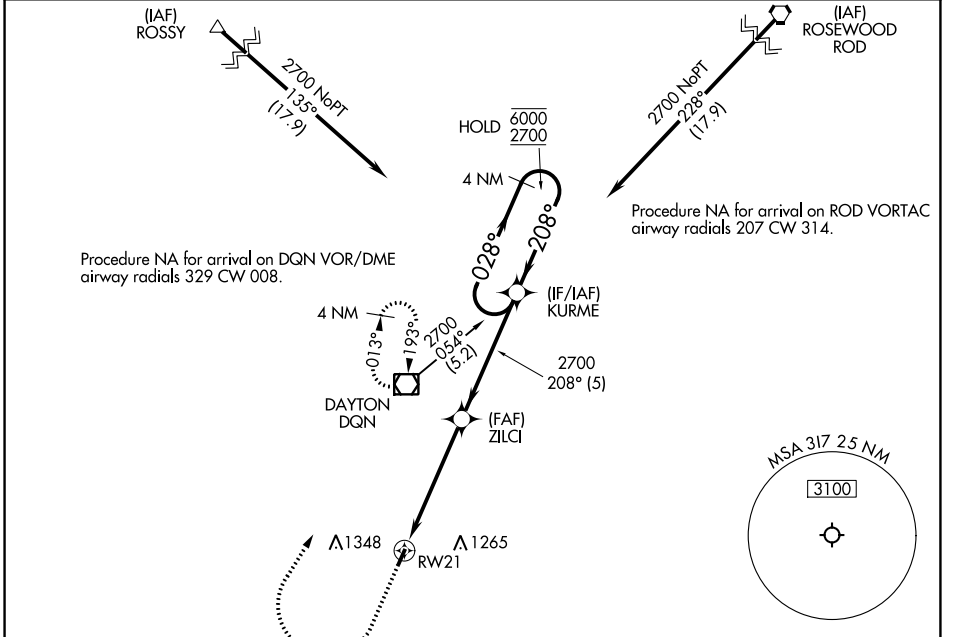 (IAF)
ROSSY
2700 NoPT
135°
(17.9)
(IAF)
ROSEWOOD
ROD
2700 NoPT
228°
(17.9)
HOLD 6000
2700
4 NM
028°
208°
Procedure NA for arrival on ROD VORTAC
airway radials 207 CW 314.
Procedure NA for arrival on DQN VOR/DME
airway radials 329 CW 008.
(IF/IAF)
KURME
4 NM
013°
193°
2700
054°
(5.2)
2700
208° (5)
DAYTON
DQN
(FAF)
ZILCI
MSA 3I7 25 NM
3100
1348
1265
RW21